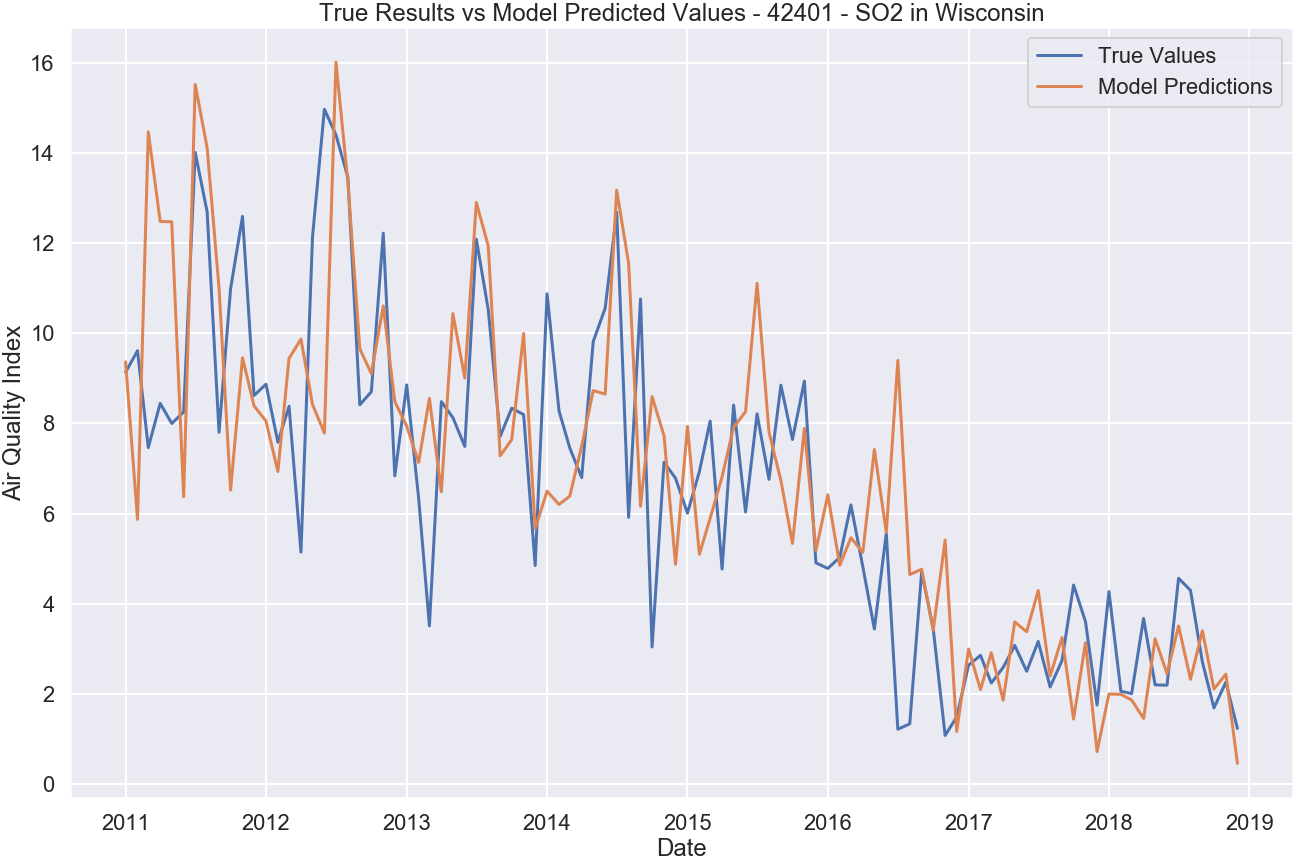 True Results vs Model Predicted Values - 42401 - SO2 in Wisconsin
True Values
Model Predictions
Air Quality Index
16
14
12
10
8
6
4
2
0
2011 2012 2013 2014 2015 2016 2017 2018 2019
Date